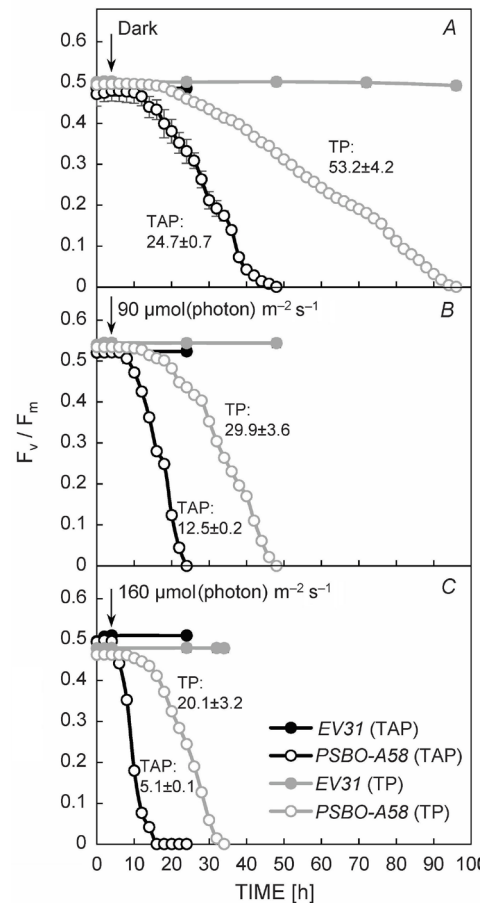 Dark
A
0.6
0.5
0.4
0.3
0.2
0.1
0
TP:
53.2±4.2
TAP:
24.7±0.7
90 µmol(photon) m⁻² s⁻¹
B
0.6
0.5
0.4
0.3
0.2
0.1
0
TP:
29.9±3.6
TAP:
12.5±0.2
Fv / Fm
160 µmol(photon) m⁻² s⁻¹
C
0.6
0.5
0.4
0.3
0.2
0.1
0
TP:
20.1±3.2
TAP:
5.1±0.1
EV31 (TAP)
PSBO-A58 (TAP)
EV31 (TP)
PSBO-A58 (TP)
0 10 20 30 40 50 60 70 80 90 100
TIME [h]